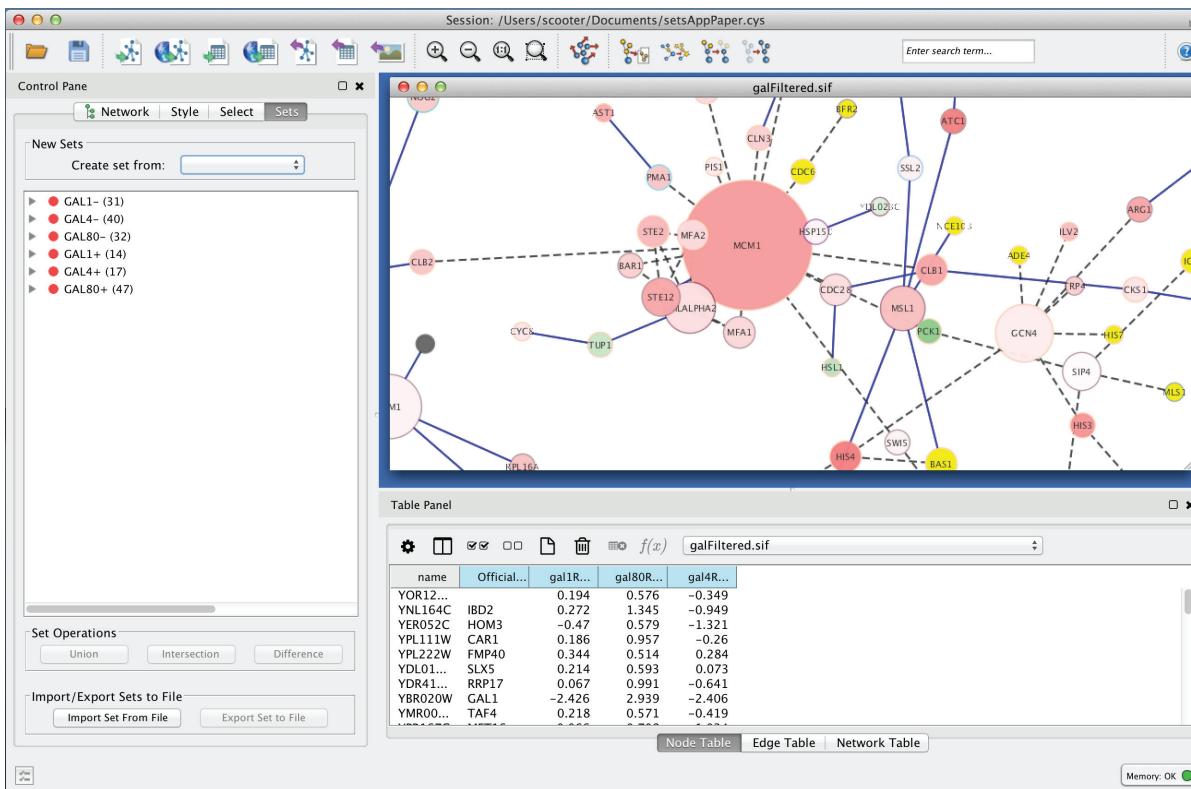 Session: /Users/scooter/Documents/setsAppPaper.cys
Enter search term...
Control Pane
Network Style Select Sets
New Sets
Create set from:
GAL1- (31)
GAL4- (40)
GAL80- (32)
GAL1+ (14)
GAL4+ (17)
GAL80+ (47)
Set Operations
Union Intersection Difference
Import/Export Sets to File
Import Set From File Export Set to File
galFiltered.sif
AST1
BFR2
ATC1
CLN3
PIS1
CDC6
SSL2
PMA1
ARG1
STE2
MFA2
MCM1
ILV2
CLB2
BAR1
ADE4
CLB1
CDC28
CKS1
STE12
MSL1
MFA1
PCK1
GCN4
HIS7
TUP1
HSL1
SIP4
MLS1
HIS3
SWI5
HIS4
BAS1
RPL16A
Table Panel
f(x) galFiltered.sif
name Official... gal1R... gal80R... gal4R...
YOR12... 0.194 0.576 -0.349
YNL164C IBD2 0.272 1.345 -0.949
YER052C HOM3 -0.47 0.579 -1.321
YPL111W CAR1 0.186 0.957 -0.26
YPL222W FMP40 0.344 0.514 0.284
YDL01... SLX5 0.214 0.593 0.073
YDR41... RRP17 0.067 0.991 -0.641
YBR020W GAL1 -2.426 2.939 -2.406
YMR00... TAF4 0.218 0.571 -0.419
Node Table Edge Table Network Table
Memory: OK